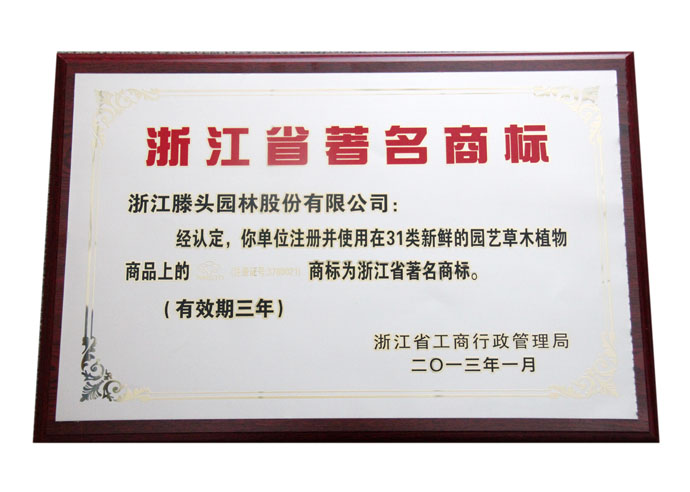 浙江省著名商标
浙江滕头园林股份有限公司：
经认定，你单位注册并使用在31类新鲜的园艺草木植物
商品上的 商标为浙江省著名商标。
（有效期三年）
浙江省工商行政管理局
二〇一三年一月